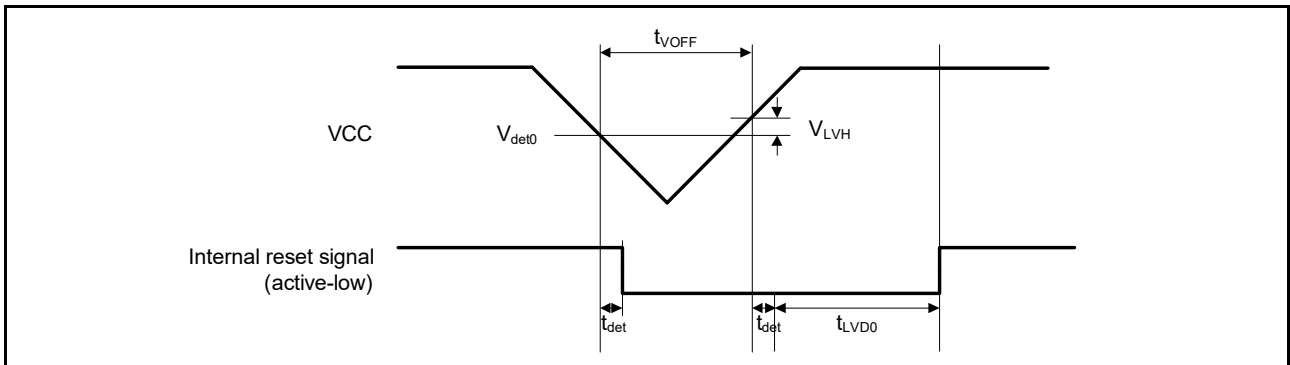 tVOFF
VCC
Vdet0
VLVH
Internal reset signal
(active-low)
tdet
tdet
tLVD0